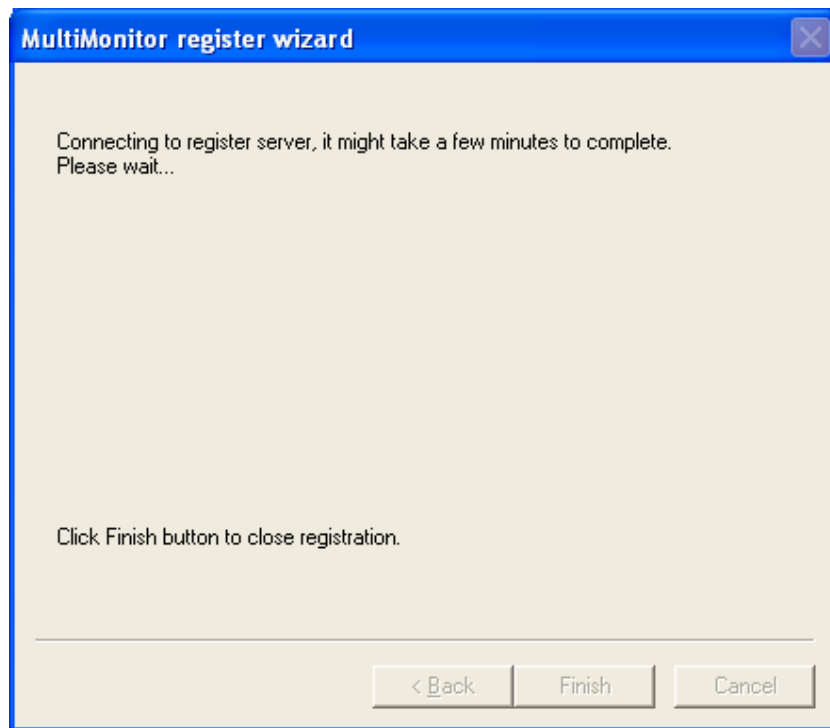 MultiMonitor register wizard
Connecting to register server, it might take a few minutes to complete.
Please wait...
Click Finish button to close registration.
< Back Finish Cancel